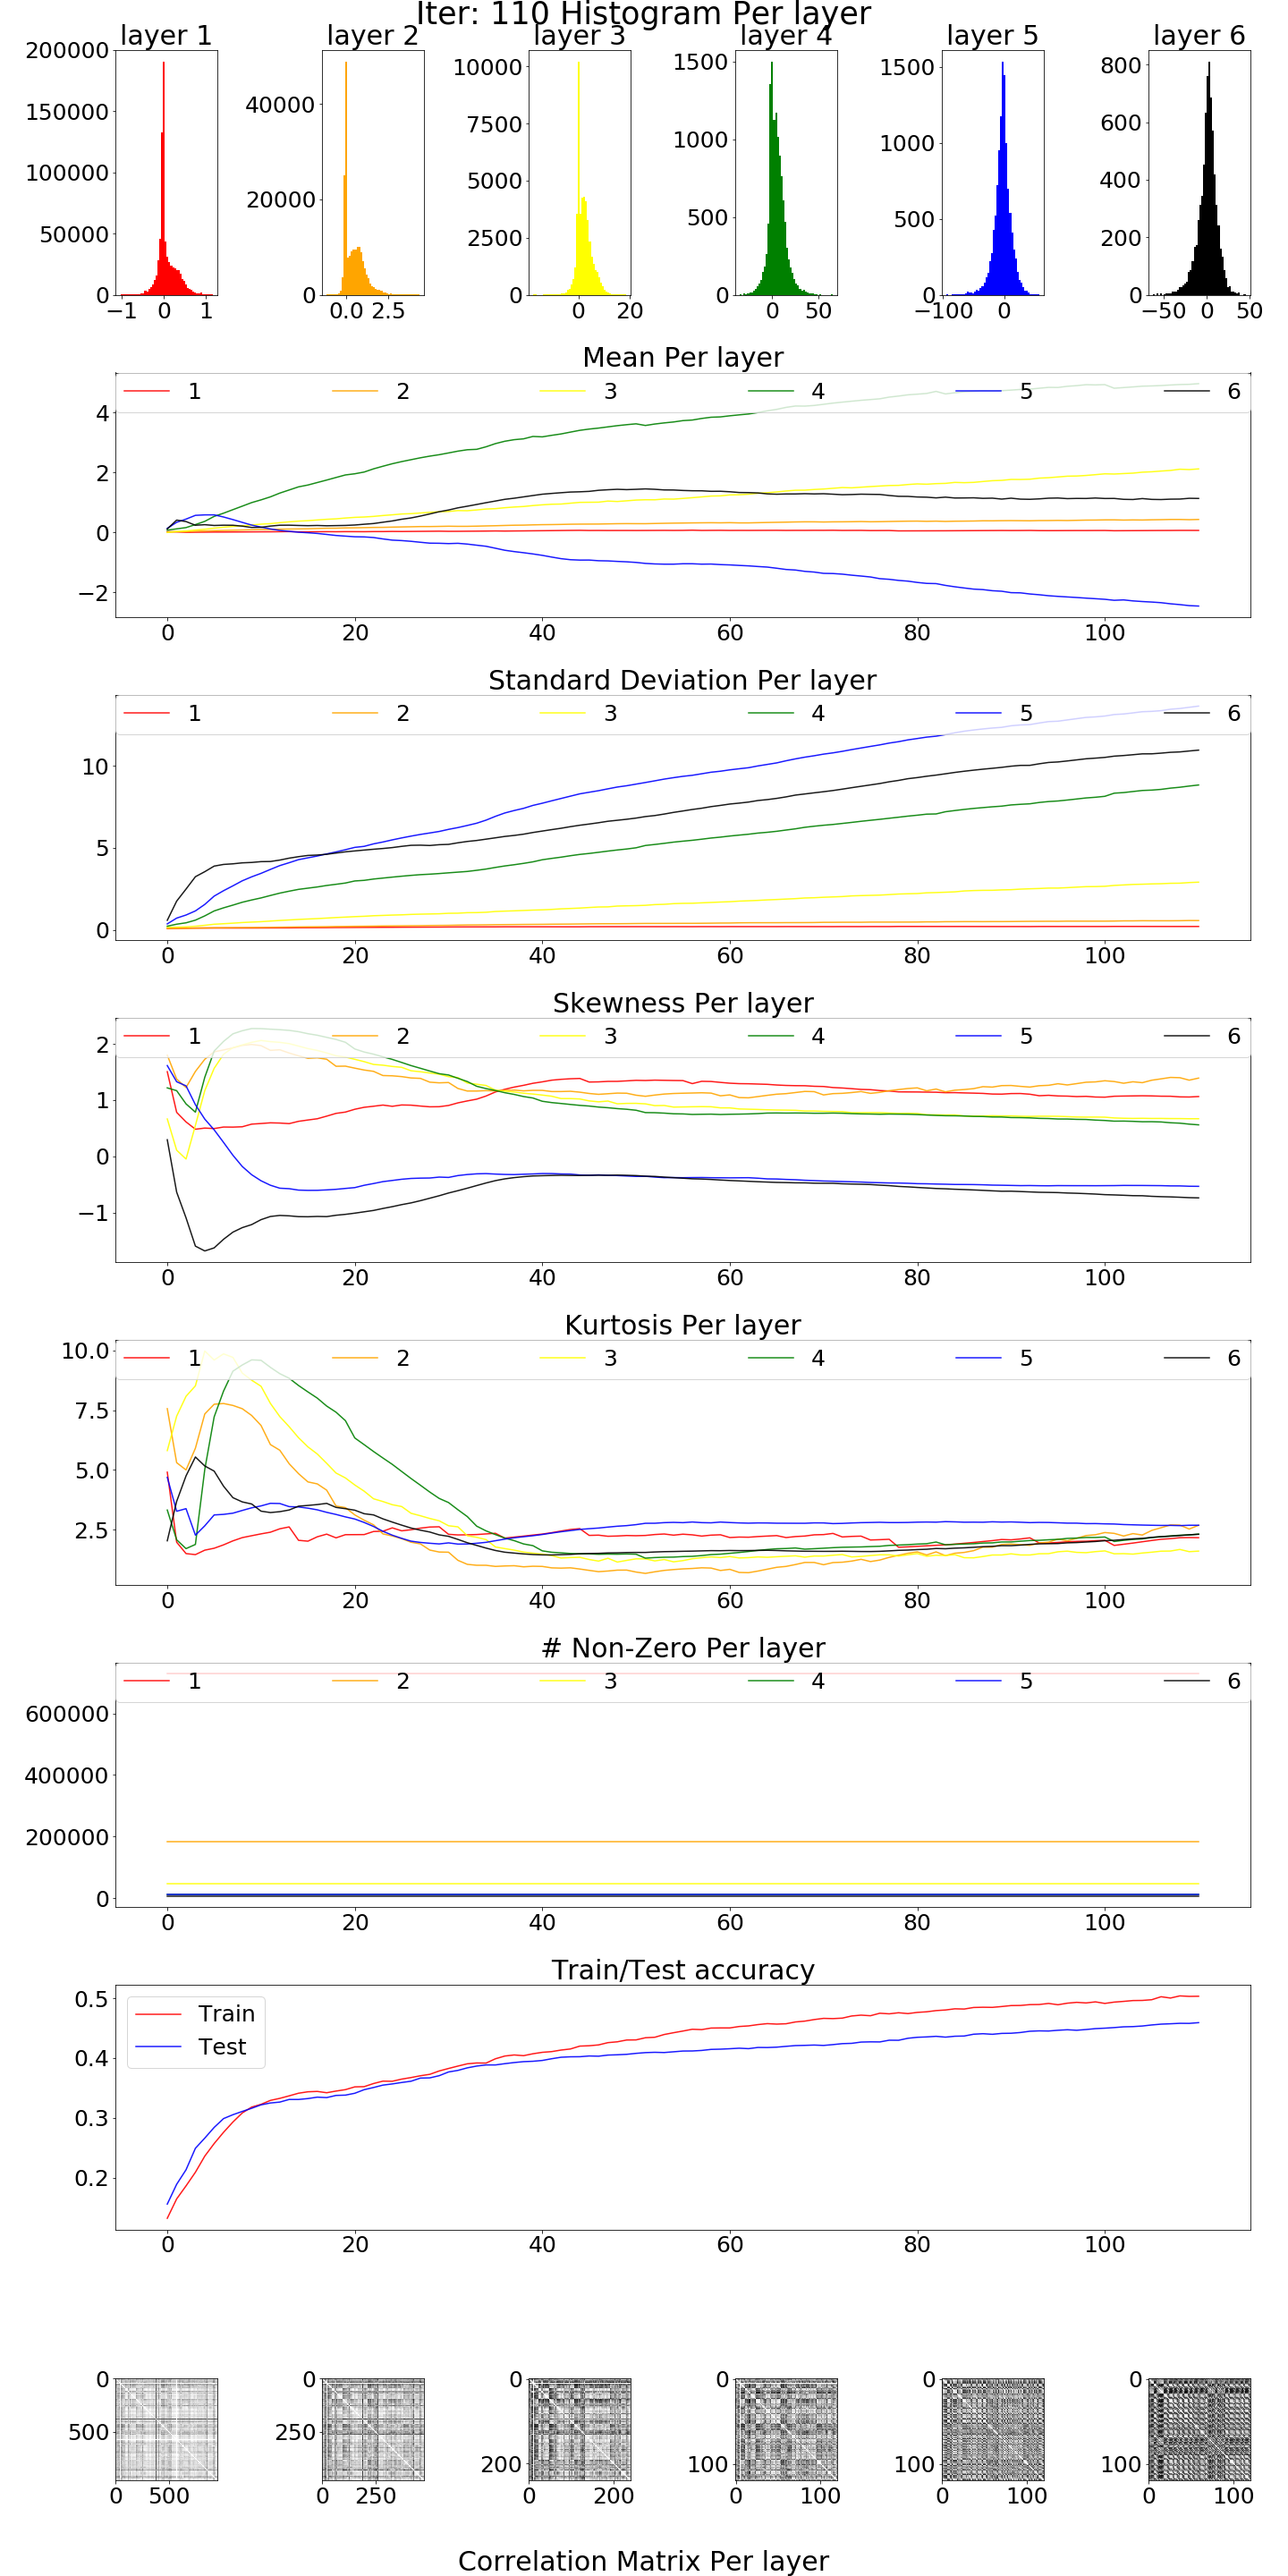 Iter: 110 Histogram Per layer
layer 1 layer 2 layer 3 layer 4 layer 5 layer 6
200000 150000 100000 50000 0
−1 0 1
40000 20000 0
0.0 2.5
10000 7500 5000 2500 0
0 20
1500 1000 500 0
0 50
1500 1000 500 0
−100 0
800 600 400 200 0
−50 0 50
Mean Per layer
1 2 3 4 5 6
4
2
0
−2
0 20 40 60 80 100
Standard Deviation Per layer
1 2 3 4 5 6
10
5
0
0 20 40 60 80 100
Skewness Per layer
1 2 3 4 5 6
2
1
0
−1
0 20 40 60 80 100
Kurtosis Per layer
1 2 3 4 5 6
10.0
7.5
5.0
2.5
0 20 40 60 80 100
# Non-Zero Per layer
1 2 3 4 5 6
600000
400000
200000
0
0 20 40 60 80 100
Train/Test accuracy
Train
Test
0.5
0.4
0.3
0.2
0 20 40 60 80 100
0 500
0 500
0 250
0 250
0 200
0 200
0 100
0 100
0 100
0 100
0 100
0 100
Correlation Matrix Per layer